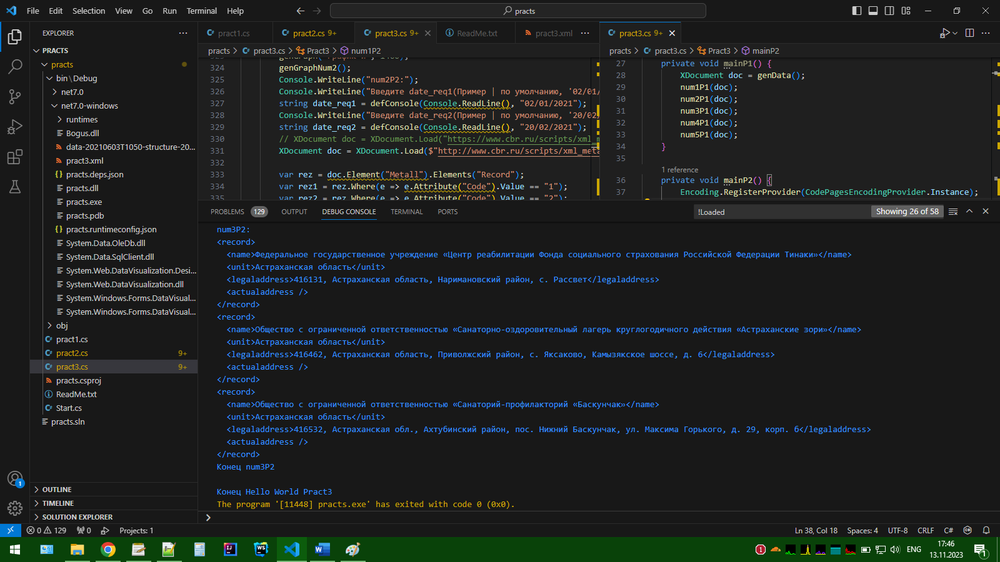 File Edit Selection View Go Run Terminal Help
practs
EXPLORER
PRACTS
practs
bin\Debug
net7.0
net7.0-windows
runtimes
Bogus.dll
data-20210603T1050-structure-20...
pract3.xml
practs.deps.json
practs.dll
practs.exe
practs.pdb
practs.runtimeconfig.json
System.Data.OleDb.dll
System.Data.SqlClient.dll
System.Web.DataVisualization.Desi...
System.Web.DataVisualization.dll
System.Windows.Forms.DataVisual...
System.Windows.Forms.DataVisual...
obj
pract1.cs
pract2.cs 9+
pract3.cs 9+
practs.csproj
ReadMe.txt
Start.cs
practs.sln
OUTLINE
TIMELINE
SOLUTION EXPLORER
pract1.cs pract2.cs 9+ pract3.cs 9+ ReadMe.txt pract3.xml
practs > pract3.cs > Pract3 > num1P2
324 genGraphNum2();
325 Console.WriteLine("num2P2:");
326 Console.WriteLine("Введите date_req1(Пример | по умолчанию, '02/01/
327 string date_req1 = defConsole(Console.ReadLine(), "02/01/2021");
328 Console.WriteLine("Введите date_req2(Пример | по умолчанию, '20/02/
329 string date_req2 = defConsole(Console.ReadLine(), "20/02/2021");
330 // XDocument doc = XDocument.Load("https://www.cbr.ru/scripts/xml_
331 XDocument doc = XDocument.Load($"http://www.cbr.ru/scripts/xml_meta
332
333 var rez = doc.Element("Metall").Elements("Record");
334 var rez1 = rez.Where(e => e.Attribute("Code").Value == "1");
335 var rez2 = rez.Where(e => e.Attribute("Code").Value == "2");
pract3.cs 9+
practs > pract3.cs > Pract3 > mainP2
27 private void mainP1() {
28 XDocument doc = genData();
29 num1P1(doc);
30 num2P1(doc);
31 num3P1(doc);
32 num4P1(doc);
33 num5P1(doc);
34 }
35
1 reference
36 private void mainP2() {
37 Encoding.RegisterProvider(CodePagesEncodingProvider.Instance);
PROBLEMS 129 OUTPUT DEBUG CONSOLE TERMINAL PORTS
!Loaded Showing 26 of 58
num3P2:
<record>
<name>Федеральное государственное учреждение «Центр реабилитации Фонда социального страхования Российской Федерации Тинаки»</name>
<unit>Астраханская область</unit>
<legaladdress>416131, Астраханская область, Наримановский район, с. Рассвет</legaladdress>
<actualaddress />
</record>
<record>
<name>Общество с ограниченной ответственностью «Санаторно-оздоровительный лагерь круглогодичного действия «Астраханские зори»</name>
<unit>Астраханская область</unit>
<legaladdress>416462, Астраханская область, Приволжский район, с. Яксаково, Камызякское шоссе, д. 6</legaladdress>
<actualaddress />
</record>
<record>
<name>Общество с ограниченной ответственностью «Санаторий-профилакторий «Баскунчак»</name>
<unit>Астраханская область</unit>
<legaladdress>416532, Астраханская обл., Ахтубинский район, пос. Нижний Баскунчак, ул. Максима Горького, д. 29, корп. б</legaladdress>
<actualaddress />
</record>
Конец num3P2
Конец Hello World Pract3
The program '[11448] practs.exe' has exited with code 0 (0x0).
1
0 129 0 Projects: 1 Ln 38, Col 18 Spaces: 4 UTF-8 CRLF C#
ENG 17:46
13.11.2023
1